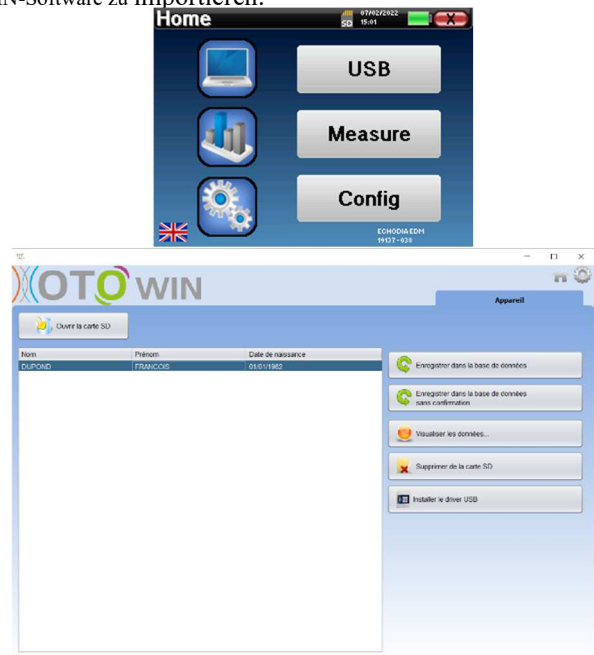 IN-Software zu importieren.
Home
SD
07/02/2022
15:01
USB
Measure
Config
ECHODIA EDM
19137-038
OTO WIN
Appareil
Ouvrir la carte SD
Nom Prénom Date de naissance
DUPOND FRANCOIS 01/01/1982
Enregistrer dans la base de données
Enregistrer dans la base de données
sans confirmation
Visualiser les données...
Supprimer de la carte SD
Installer le driver USB